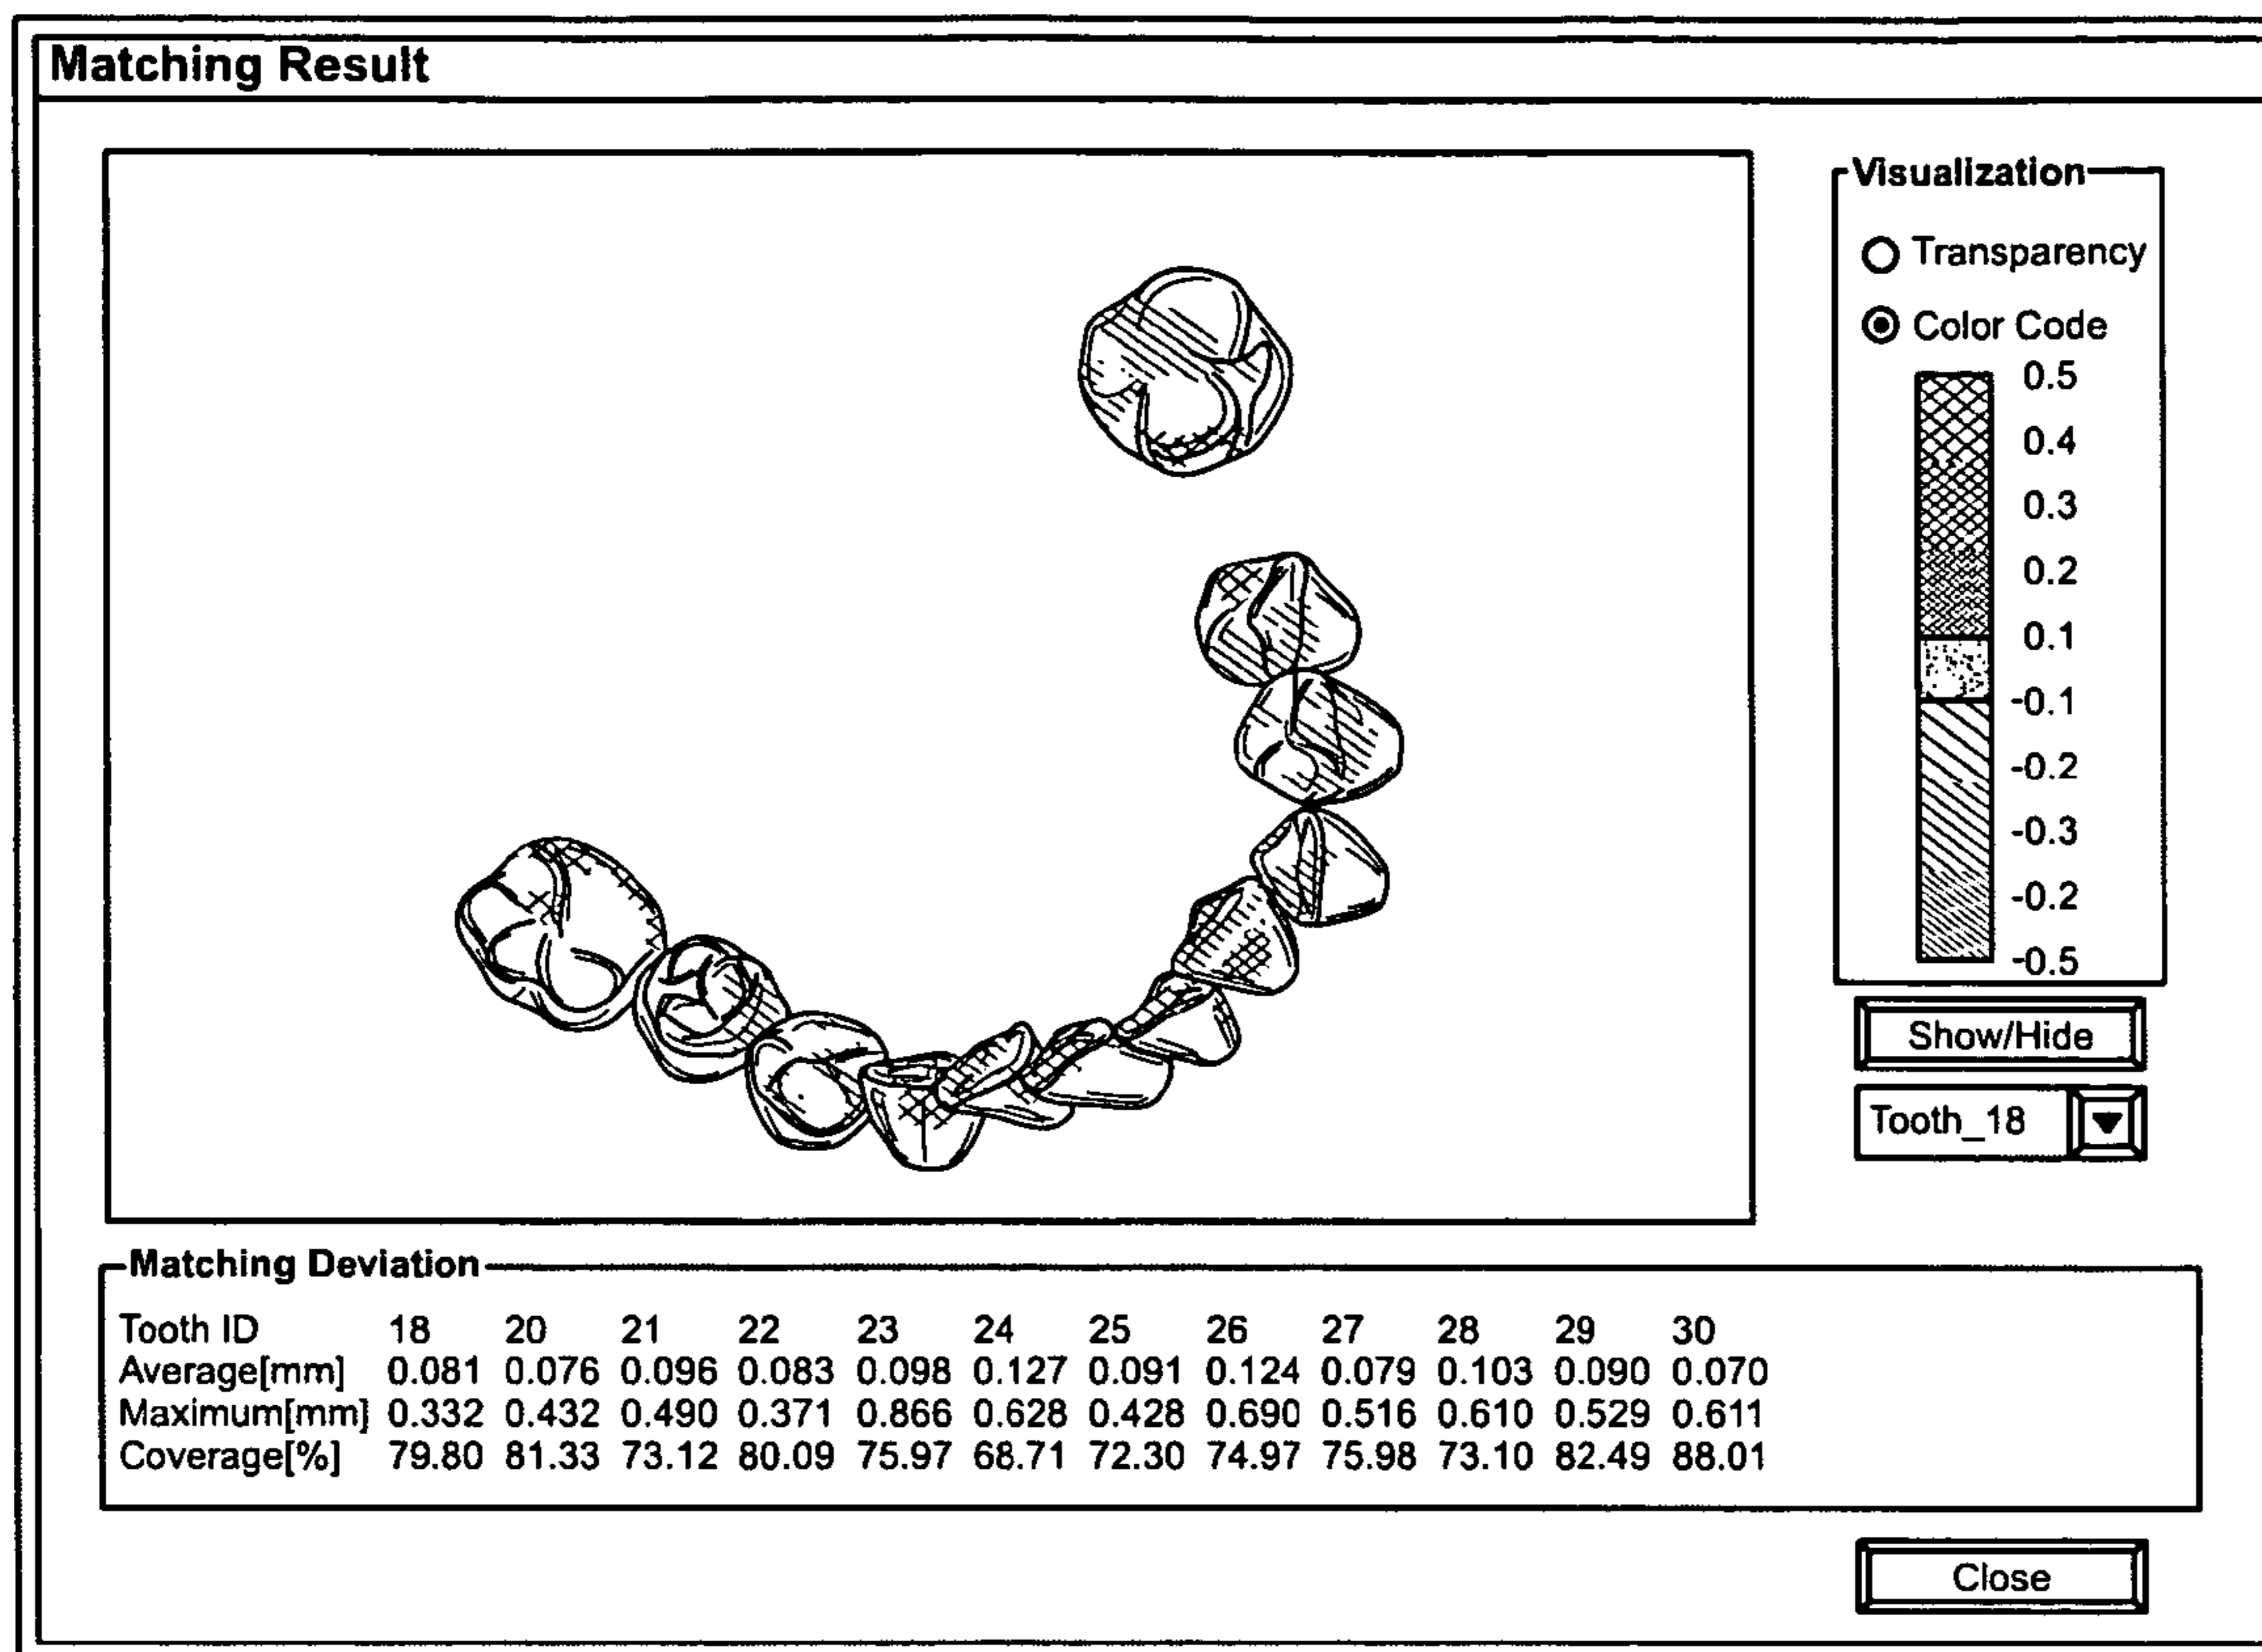 Matching Result
Visualization
Transparency
Color Code
0.5
0.4
0.3
0.2
0.1
-0.1
-0.2
-0.3
-0.2
-0.5
Show/Hide
Tooth_18
Matching Deviation
Tooth ID 18 20 21 22 23 24 25 26 27 28 29 30
Average[mm] 0.081 0.076 0.096 0.083 0.098 0.127 0.091 0.124 0.079 0.103 0.090 0.070
Maximum[mm] 0.332 0.432 0.490 0.371 0.866 0.628 0.428 0.690 0.516 0.610 0.529 0.611
Coverage[%] 79.80 81.33 73.12 80.09 75.97 68.71 72.30 74.97 75.98 73.10 82.49 88.01
Close